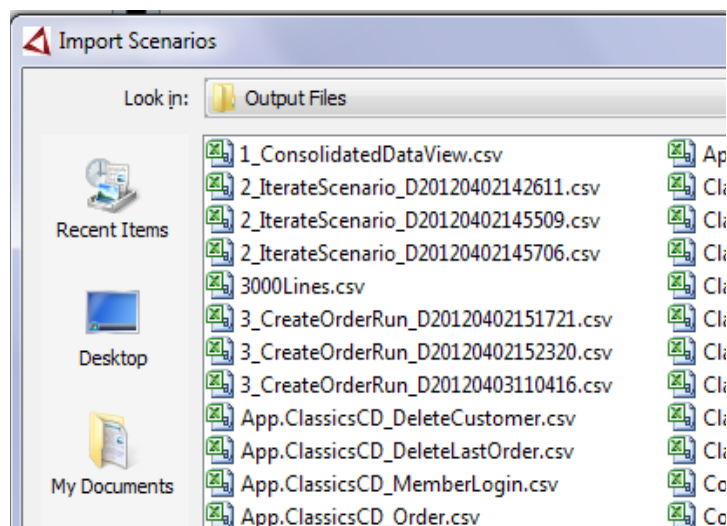 Import Scenarios
Look in: Output Files
Recent Items
Desktop
My Documents
1_ConsolidatedDataView.csv
2_IterateScenario_D20120402142611.csv
2_IterateScenario_D20120402145509.csv
2_IterateScenario_D20120402145706.csv
3000Lines.csv
3_CreateOrderRun_D20120402151721.csv
3_CreateOrderRun_D20120402152320.csv
3_CreateOrderRun_D20120403110416.csv
App.ClassicsCD_DeleteCustomer.csv
App.ClassicsCD_DeleteLastOrder.csv
App.ClassicsCD_MemberLogin.csv
App.ClassicsCD_Order.csv